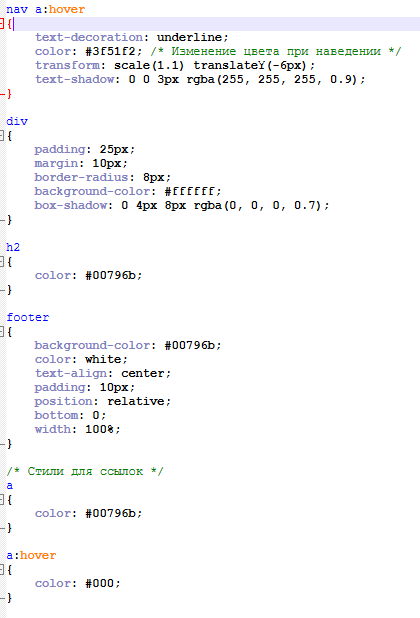 nav a:hover
{
text-decoration: underline;
color: #3f51f2; /* Изменение цвета при наведении */
transform: scale(1.1) translateY(-6px);
text-shadow: 0 0 3px rgba(255, 255, 255, 0.9);
}
div
{
padding: 25px;
margin: 10px;
border-radius: 8px;
background-color: #ffffff;
box-shadow: 0 4px 8px rgba(0, 0, 0, 0.7);
}
h2
{
color: #00796b;
}
footer
{
background-color: #00796b;
color: white;
text-align: center;
padding: 10px;
position: relative;
bottom: 0;
width: 100%;
}
/* Стили для ссылок */
a
{
color: #00796b;
}
a:hover
{
color: #000;
}